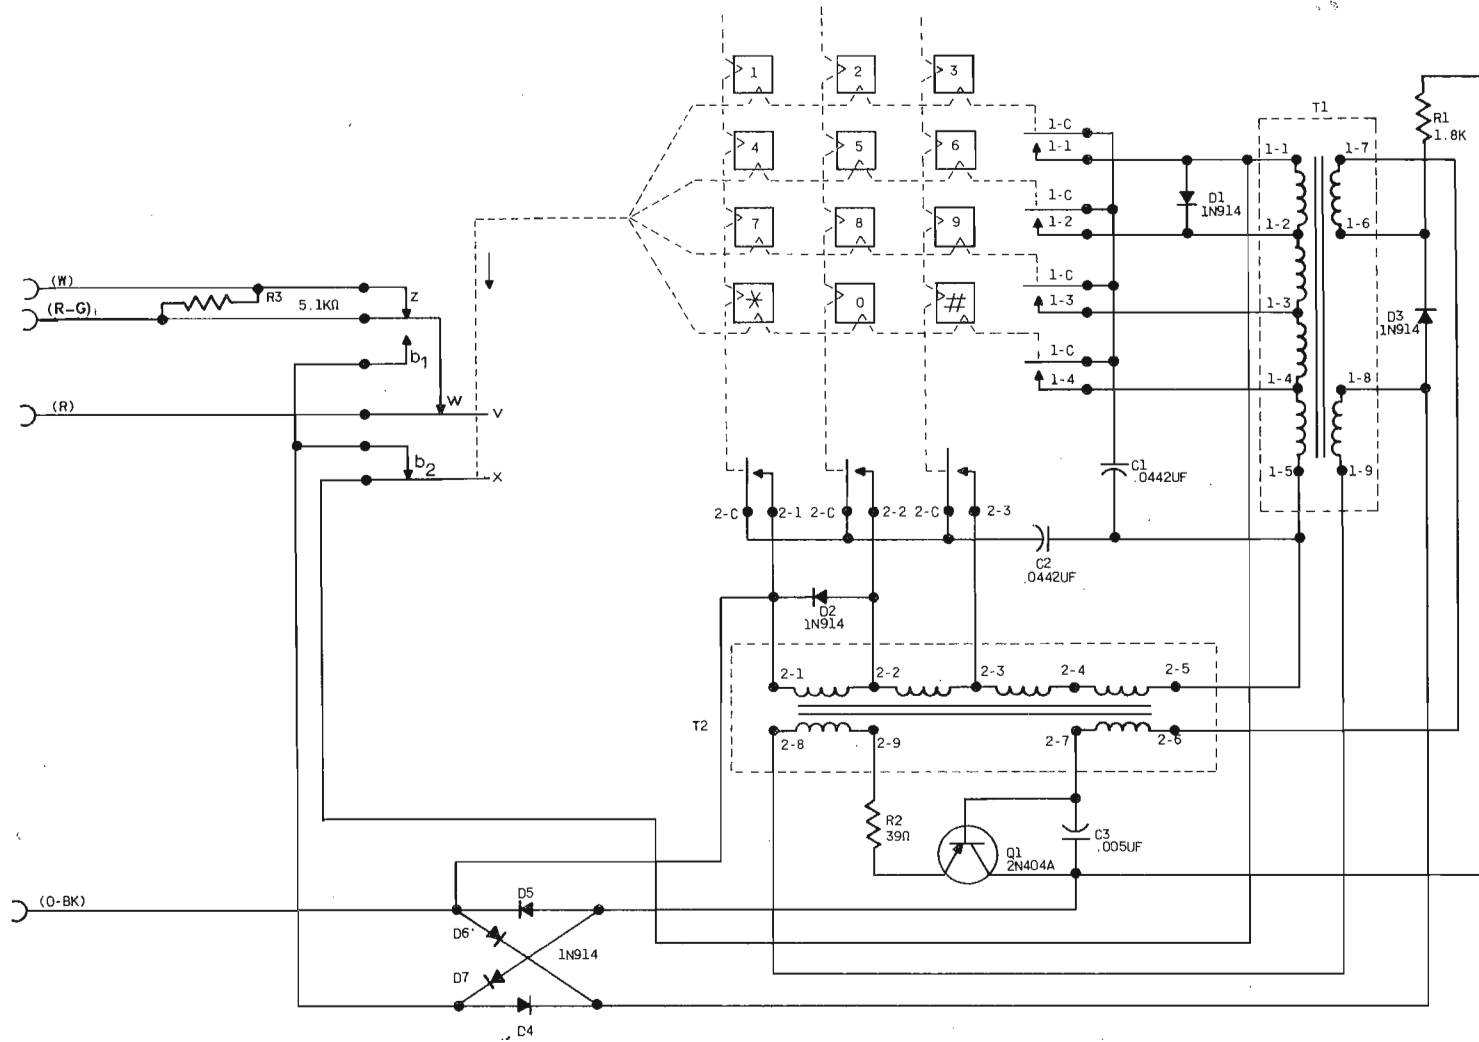 T1
R1
1.8K
1 2 3
1-C
1-1
1-1 1-7
4 5 6
1-C
1-2
D1
1N914
1-2 1-6
7 8 9
1-C
1-3
1-3
D3
1N914
* 0 #
1-C
1-4
1-4 1-8
(W)
R3 5.1KΩ
(R-G)
Z
b1
W
(R)
V
b2
X
C1
.0442UF
1-5 1-9
2-C 2-1 2-C 2-2 2-C 2-3
C2
.0442UF
D2
1N914
2-1 2-2 2-3 2-4 2-5
T2
2-8 2-9 2-7 2-6
R2
39Ω
Q1
2N404A
C3
.005UF
(O-BK)
D5
D6
1N914
D7
D4